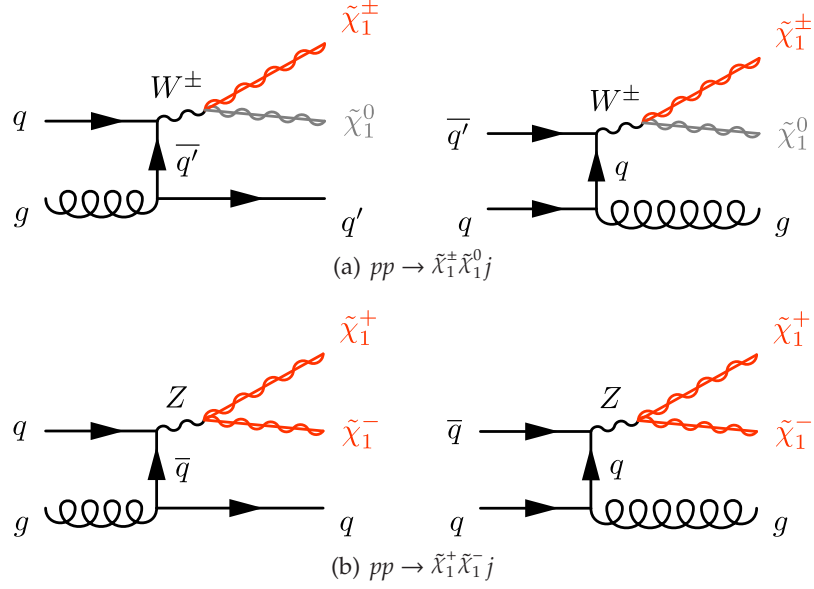 χ̃₁± χ̃₁±
W± W±
q χ̃₁⁰ q̅′ χ̃₁⁰
q̅′ q
g q′ q g
(a) pp → χ̃₁±χ̃₁⁰j
χ̃₁⁺ χ̃₁⁺
Z Z
q χ̃₁⁻ q̅ χ̃₁⁻
q̅ q
g q q g
(b) pp → χ̃₁⁺χ̃₁⁻j